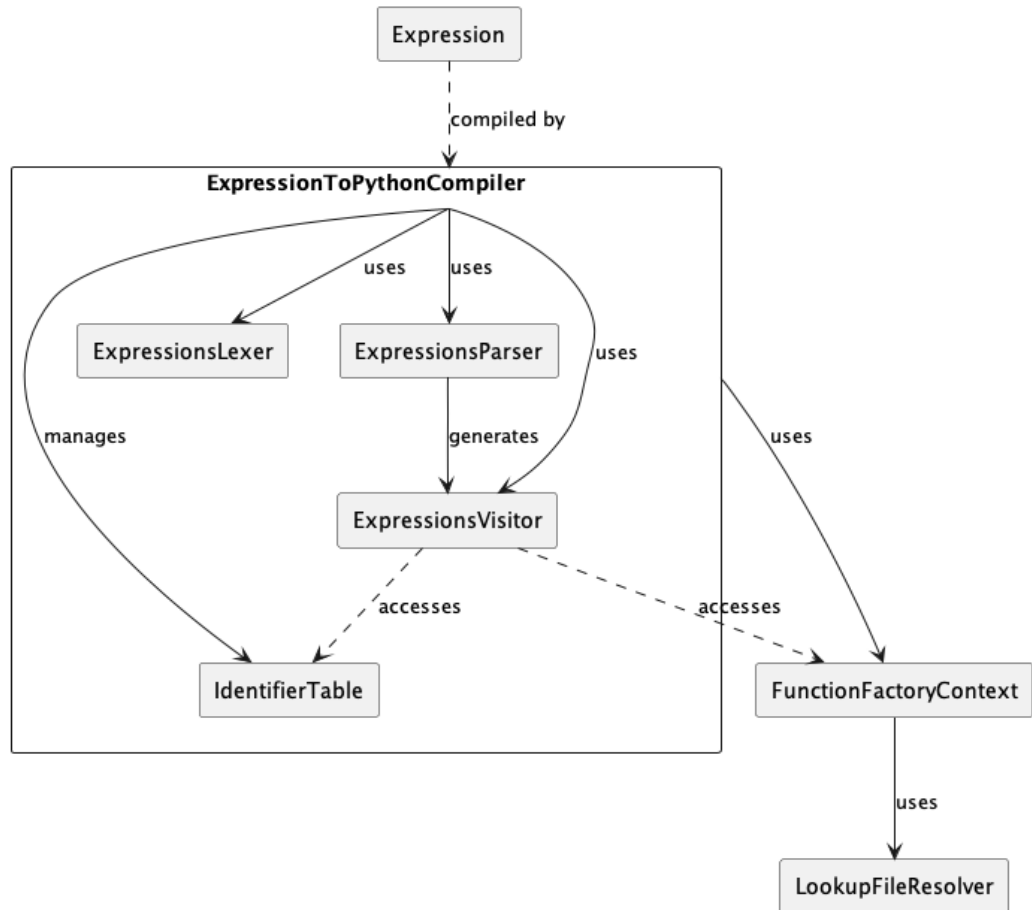 Expression
compiled by
ExpressionToPythonCompiler
uses
uses
ExpressionsLexer
ExpressionsParser
uses
manages
generates
uses
ExpressionsVisitor
accesses
accesses
IdentifierTable
FunctionFactoryContext
uses
LookupFileResolver